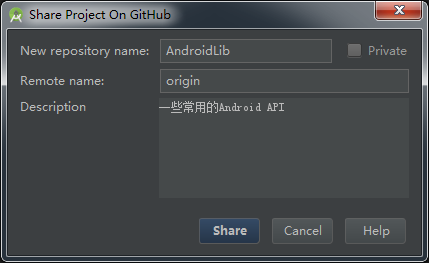 Share Project On GitHub
New repository name: AndroidLib Private
Remote name: origin
Description 一些常用的Android API
Share Cancel Help